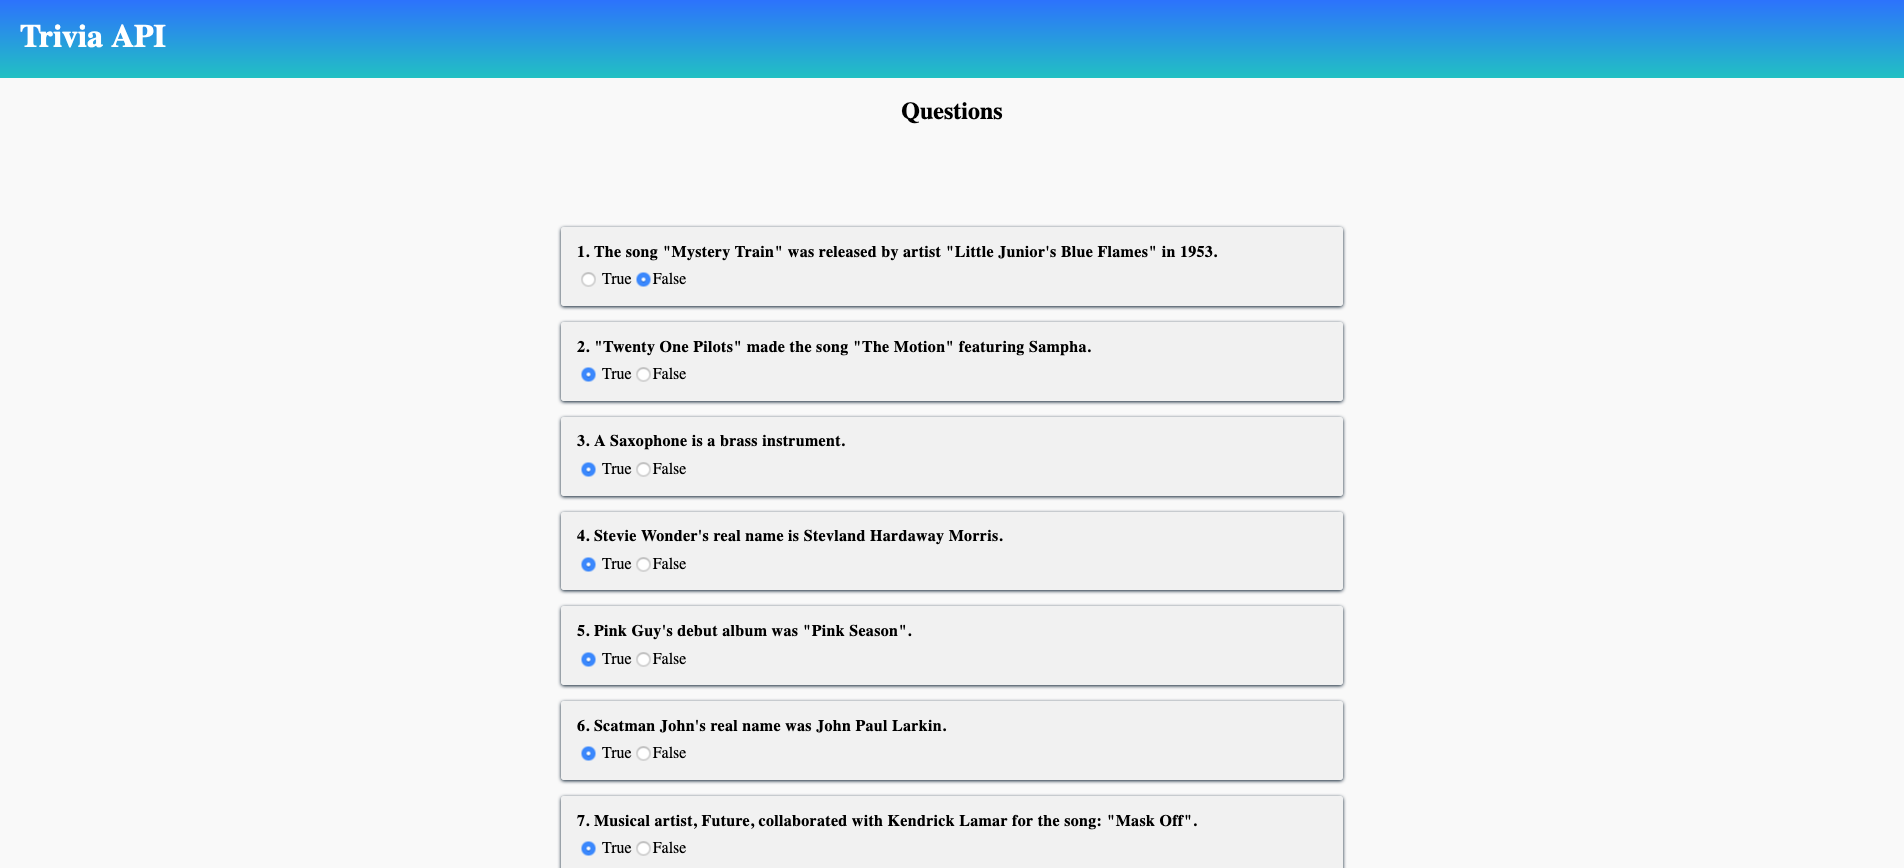 Trivia API
Questions
1. The song "Mystery Train" was released by artist "Little Junior's Blue Flames" in 1953.
True False
2. "Twenty One Pilots" made the song "The Motion" featuring Sampha.
True False
3. A Saxophone is a brass instrument.
True False
4. Stevie Wonder's real name is Stevland Hardaway Morris.
True False
5. Pink Guy's debut album was "Pink Season".
True False
6. Scatman John's real name was John Paul Larkin.
True False
7. Musical artist, Future, collaborated with Kendrick Lamar for the song: "Mask Off".
True False